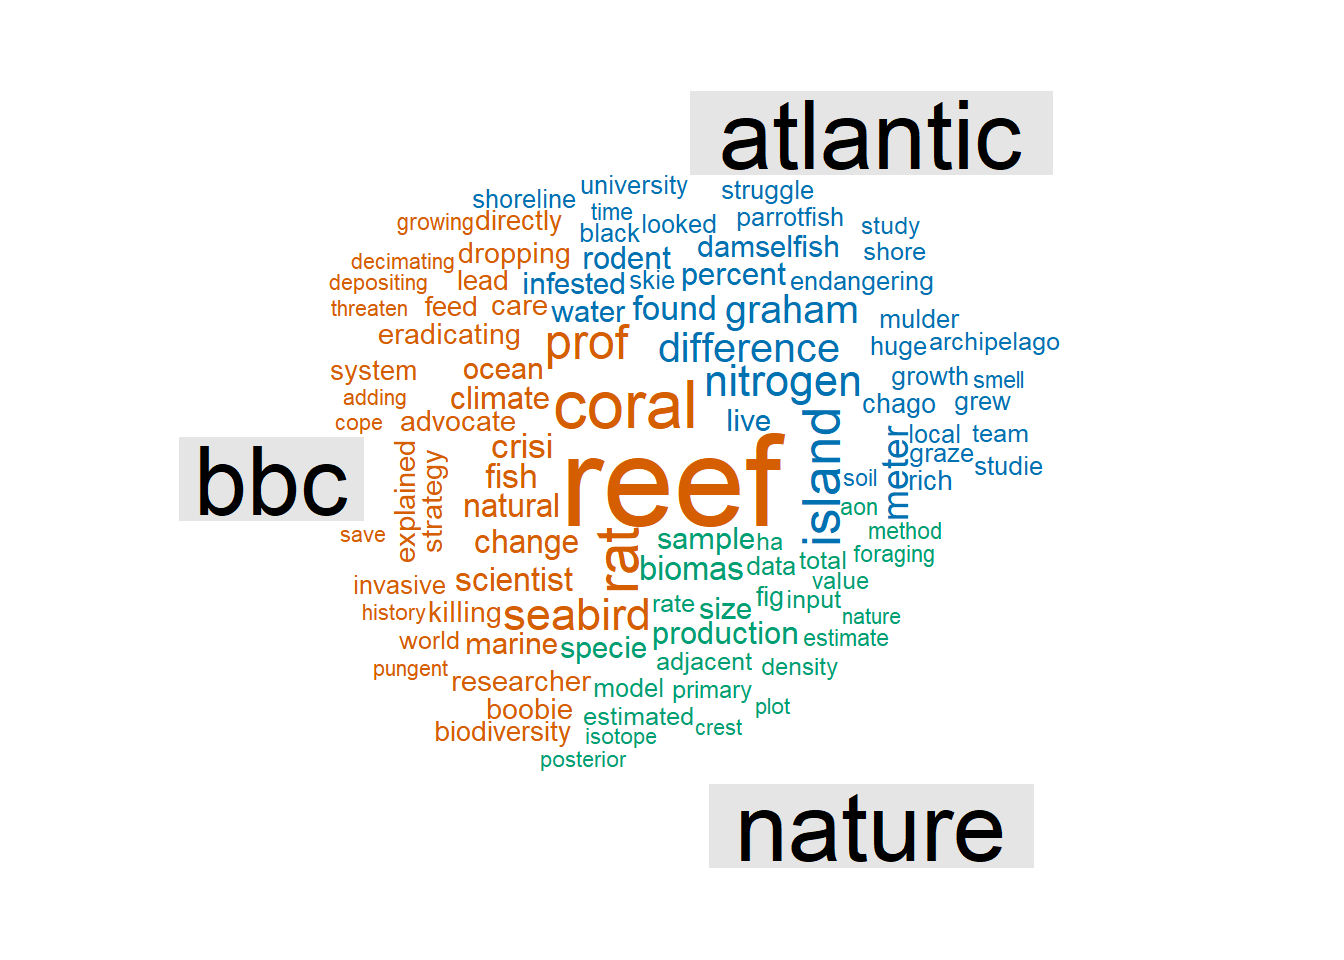 atlantic
university
struggle
shoreline
time
parrotfish
growing
directly
black
looked
study
damselfish
shore
decimating
dropping
rodent
depositing
lead
infested
skie
percent
endangering
threaten
feed
care
water
found
graham
mulder
eradicating
prof
difference
huge
archipelago
system
ocean
nitrogen
growth
smell
adding
climate
coral
chago
grew
cope
advocate
live
island
local
team
bbc
crisi
reef
meter
graze
explained
strategy
fish
soil
studie
natural
rich
aon
save
change
rat
sample
ha
method
foraging
invasive
scientist
biomas
data
total
value
history
killing
seabird
rate
size
fig
input
nature
world
marine
specie
production
estimate
pungent
adjacent
density
researcher
model
primary
boobie
estimated
plot
biodiversity
isotope
crest
posterior
nature